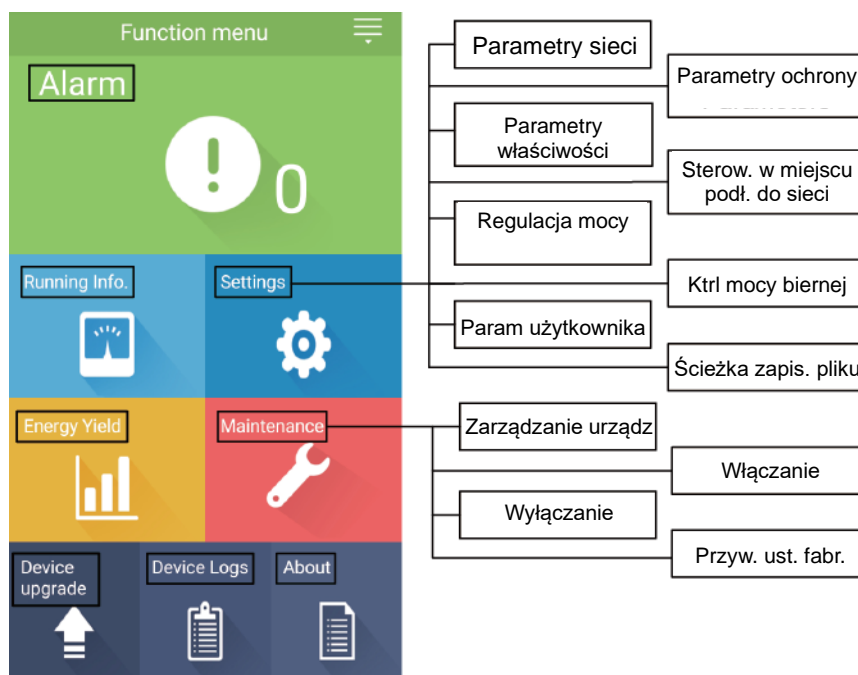 Function menu
Alarm
0
Running Info.
Settings
Energy Yield
Maintenance
Device
upgrade
Device Logs
About
Parametry sieci
Parametry ochrony
Parametry
właściwości
Sterow. w miejscu
podł. do sieci
Regulacja mocy
Ktrl mocy biernej
Param użytkownika
Ścieżka zapis. pliku
Zarządzanie urządz
Włączanie
Wyłączanie
Przyw. ust. fabr.